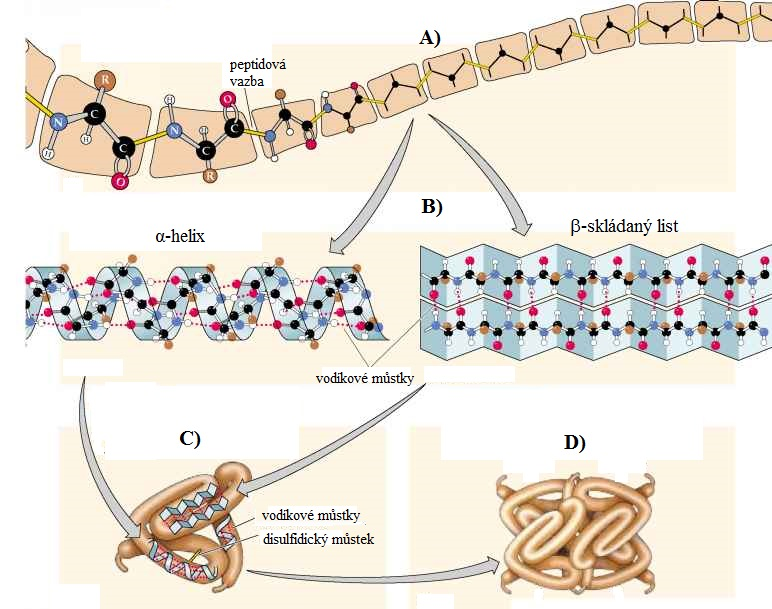 A)
peptidová
vazba
R
C
N
H
H
C
O
H
N
O
C
H
C
R
B)
α-helix
β-skládaný list
vodíkové můstky
C)
D)
vodíkové můstky
disulfidický můstek